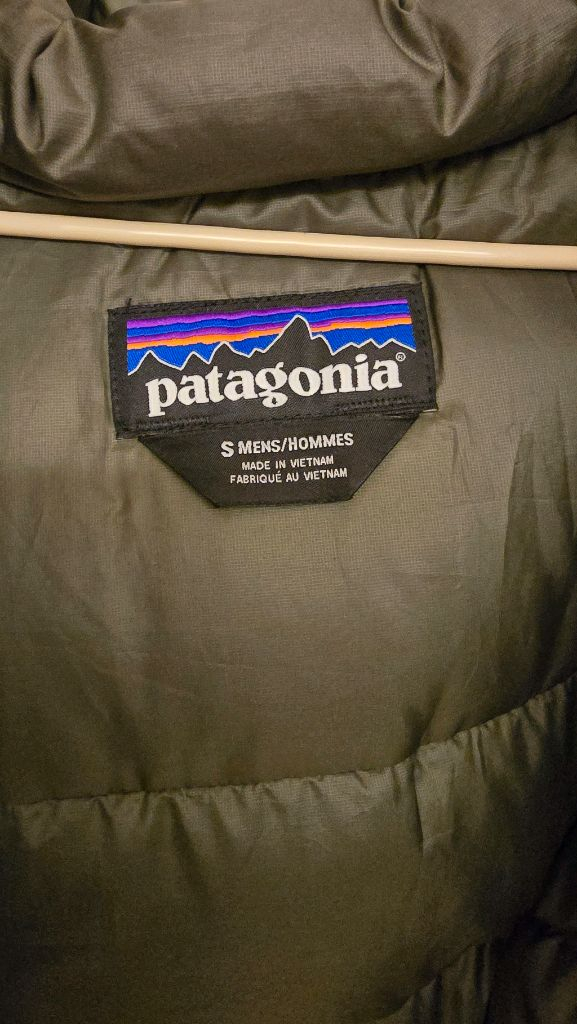 patagonia®
S MENS/HOMMES
MADE IN VIETNAM
FABRIQUÉ AU VIETNAM